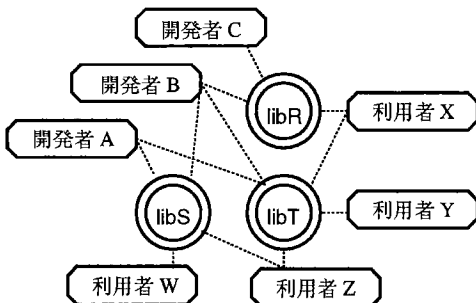 開発者 C
開発者 B
libR
利用者 X
開発者 A
libS
libT
利用者 Y
利用者 W
利用者 Z